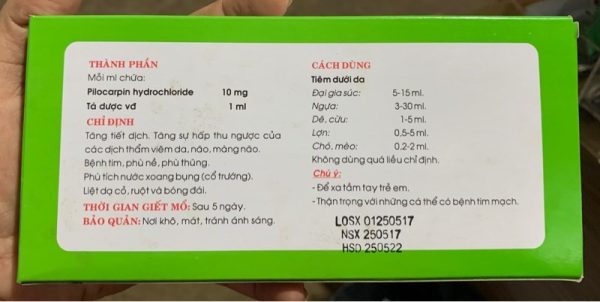 THÀNH PHẦN
Mỗi ml chứa:
Pilocarpin hydrochloride 10 mg
Tá dược vđ 1 ml
CHỈ ĐỊNH
Tăng tiết dịch. Tăng sự hấp thu ngược của
các dịch thẩm viêm da, não, màng não.
Bệnh tim, phù nề, phù thũng.
Phù tích nước xoang bụng (cổ trướng).
Liệt dạ cỏ, ruột và bóng đái.
THỜI GIAN GIẾT MỔ: Sau 5 ngày.
BẢO QUẢN: Nơi khô, mát, tránh ánh sáng.
CÁCH DÙNG
Tiêm dưới da
Đại gia súc: 5-15 ml.
Ngựa: 3-30 ml.
Dê, cừu: 1-5 ml.
Lợn: 0.5-5 ml.
Chó, mèo: 0.2-2 ml.
Không dùng quá liều chỉ định.
Chú ý:
- Để xa tầm tay trẻ em.
- Thận trọng với những cá thể có bệnh tim mạch.
LOSX 01250517
NSX 250517
HSD 250522